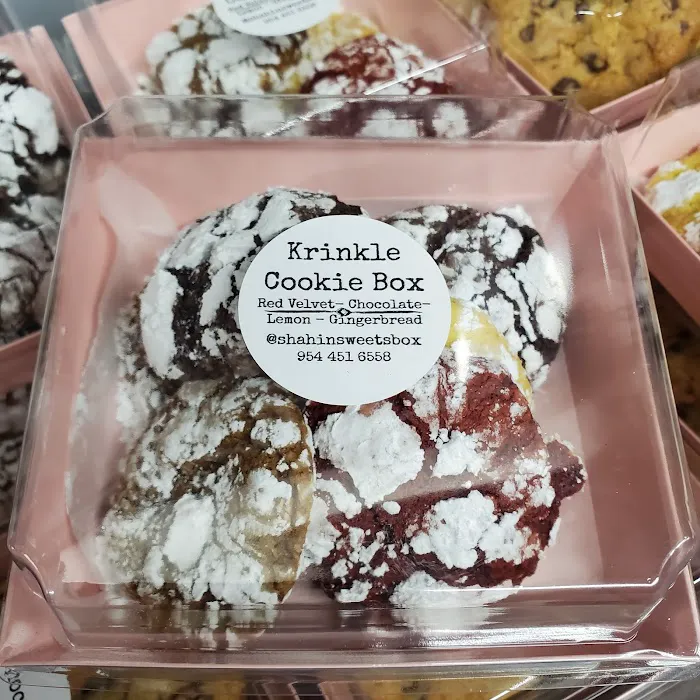 Krinkle
Cookie Box
Red Velvet- Chocolate-
Lemon - Gingerbread
@shahinsweetsbox
954 451 6558